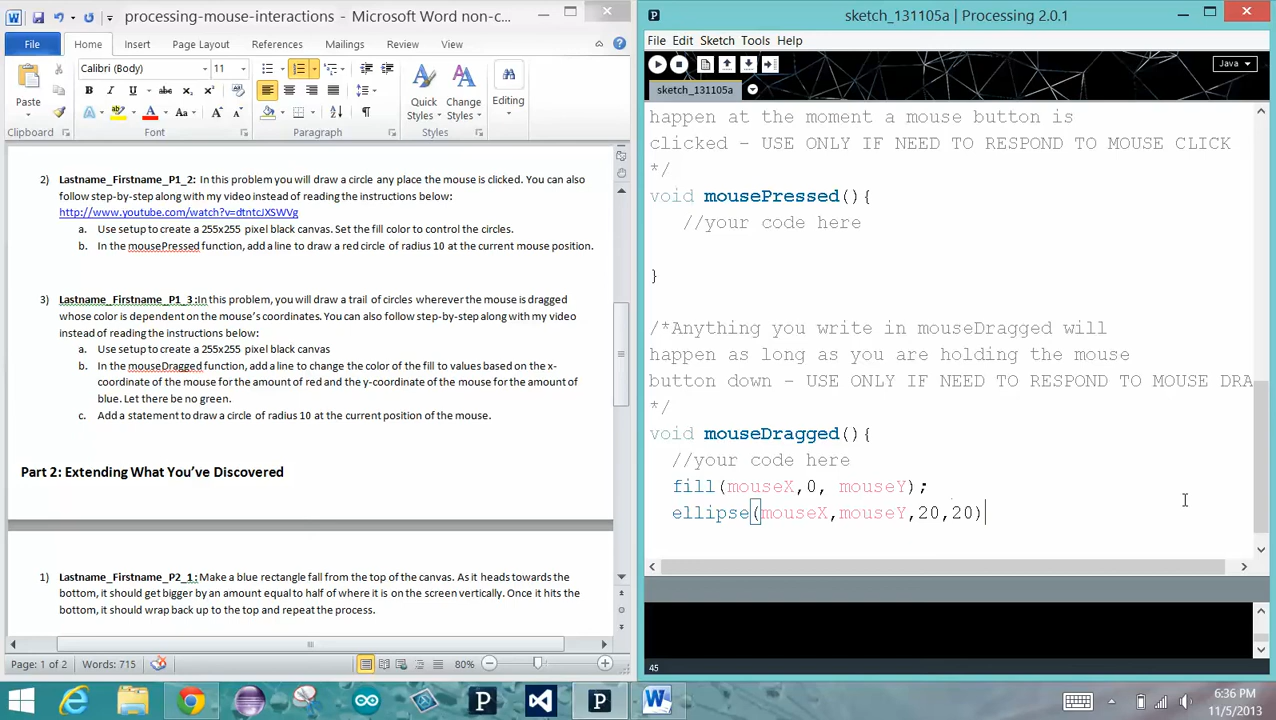 processing-mouse-interactions - Microsoft Word non-c...
File Home Insert Page Layout References Mailings Review View
Calibri (Body) 11
Paste
B I U abc x₂ x²
Quick Styles
Change Styles
Editing
Clipboard Font Paragraph Styles
2) Lastname_Firstname_P1_2: In this problem you will draw a circle any place the mouse is clicked. You can also
follow step-by-step along with my video instead of reading the instructions below:
http://www.youtube.com/watch?v=dtntcJXSWVg
a. Use setup to create a 255x255 pixel black canvas. Set the fill color to control the circles.
b. In the mousePressed function, add a line to draw a red circle of radius 10 at the current mouse position.
3) Lastname_Firstname_P1_3 :In this problem, you will draw a trail of circles wherever the mouse is dragged
whose color is dependent on the mouse's coordinates. You can also follow step-by-step along with my video
instead of reading the instructions below:
a. Use setup to create a 255x255 pixel black canvas
b. In the mouseDragged function, add a line to change the color of the fill to values based on the x-
coordinate of the mouse for the amount of red and the y-coordinate of the mouse for the amount of
blue. Let there be no green.
c. Add a statement to draw a circle of radius 10 at the current position of the mouse.
Part 2: Extending What You've Discovered
1) Lastname_Firstname_P2_1: Make a blue rectangle fall from the top of the canvas. As it heads towards the
bottom, it should get bigger by an amount equal to half of where it is on the screen vertically. Once it hits the
bottom, it should wrap back up to the top and repeat the process.
Page: 1 of 2 Words: 715 80%
sketch_131105a | Processing 2.0.1
File Edit Sketch Tools Help
Java
sketch_131105a
happen at the moment a mouse button is
clicked - USE ONLY IF NEED TO RESPOND TO MOUSE CLICK
*/
void mousePressed(){
//your code here
}
/*Anything you write in mouseDragged will
happen as long as you are holding the mouse
button down - USE ONLY IF NEED TO RESPOND TO MOUSE DRA
*/
void mouseDragged(){
//your code here
fill(mouseX,0, mouseY);
ellipse(mouseX,mouseY,20,20)
45
6:36 PM
11/5/2013